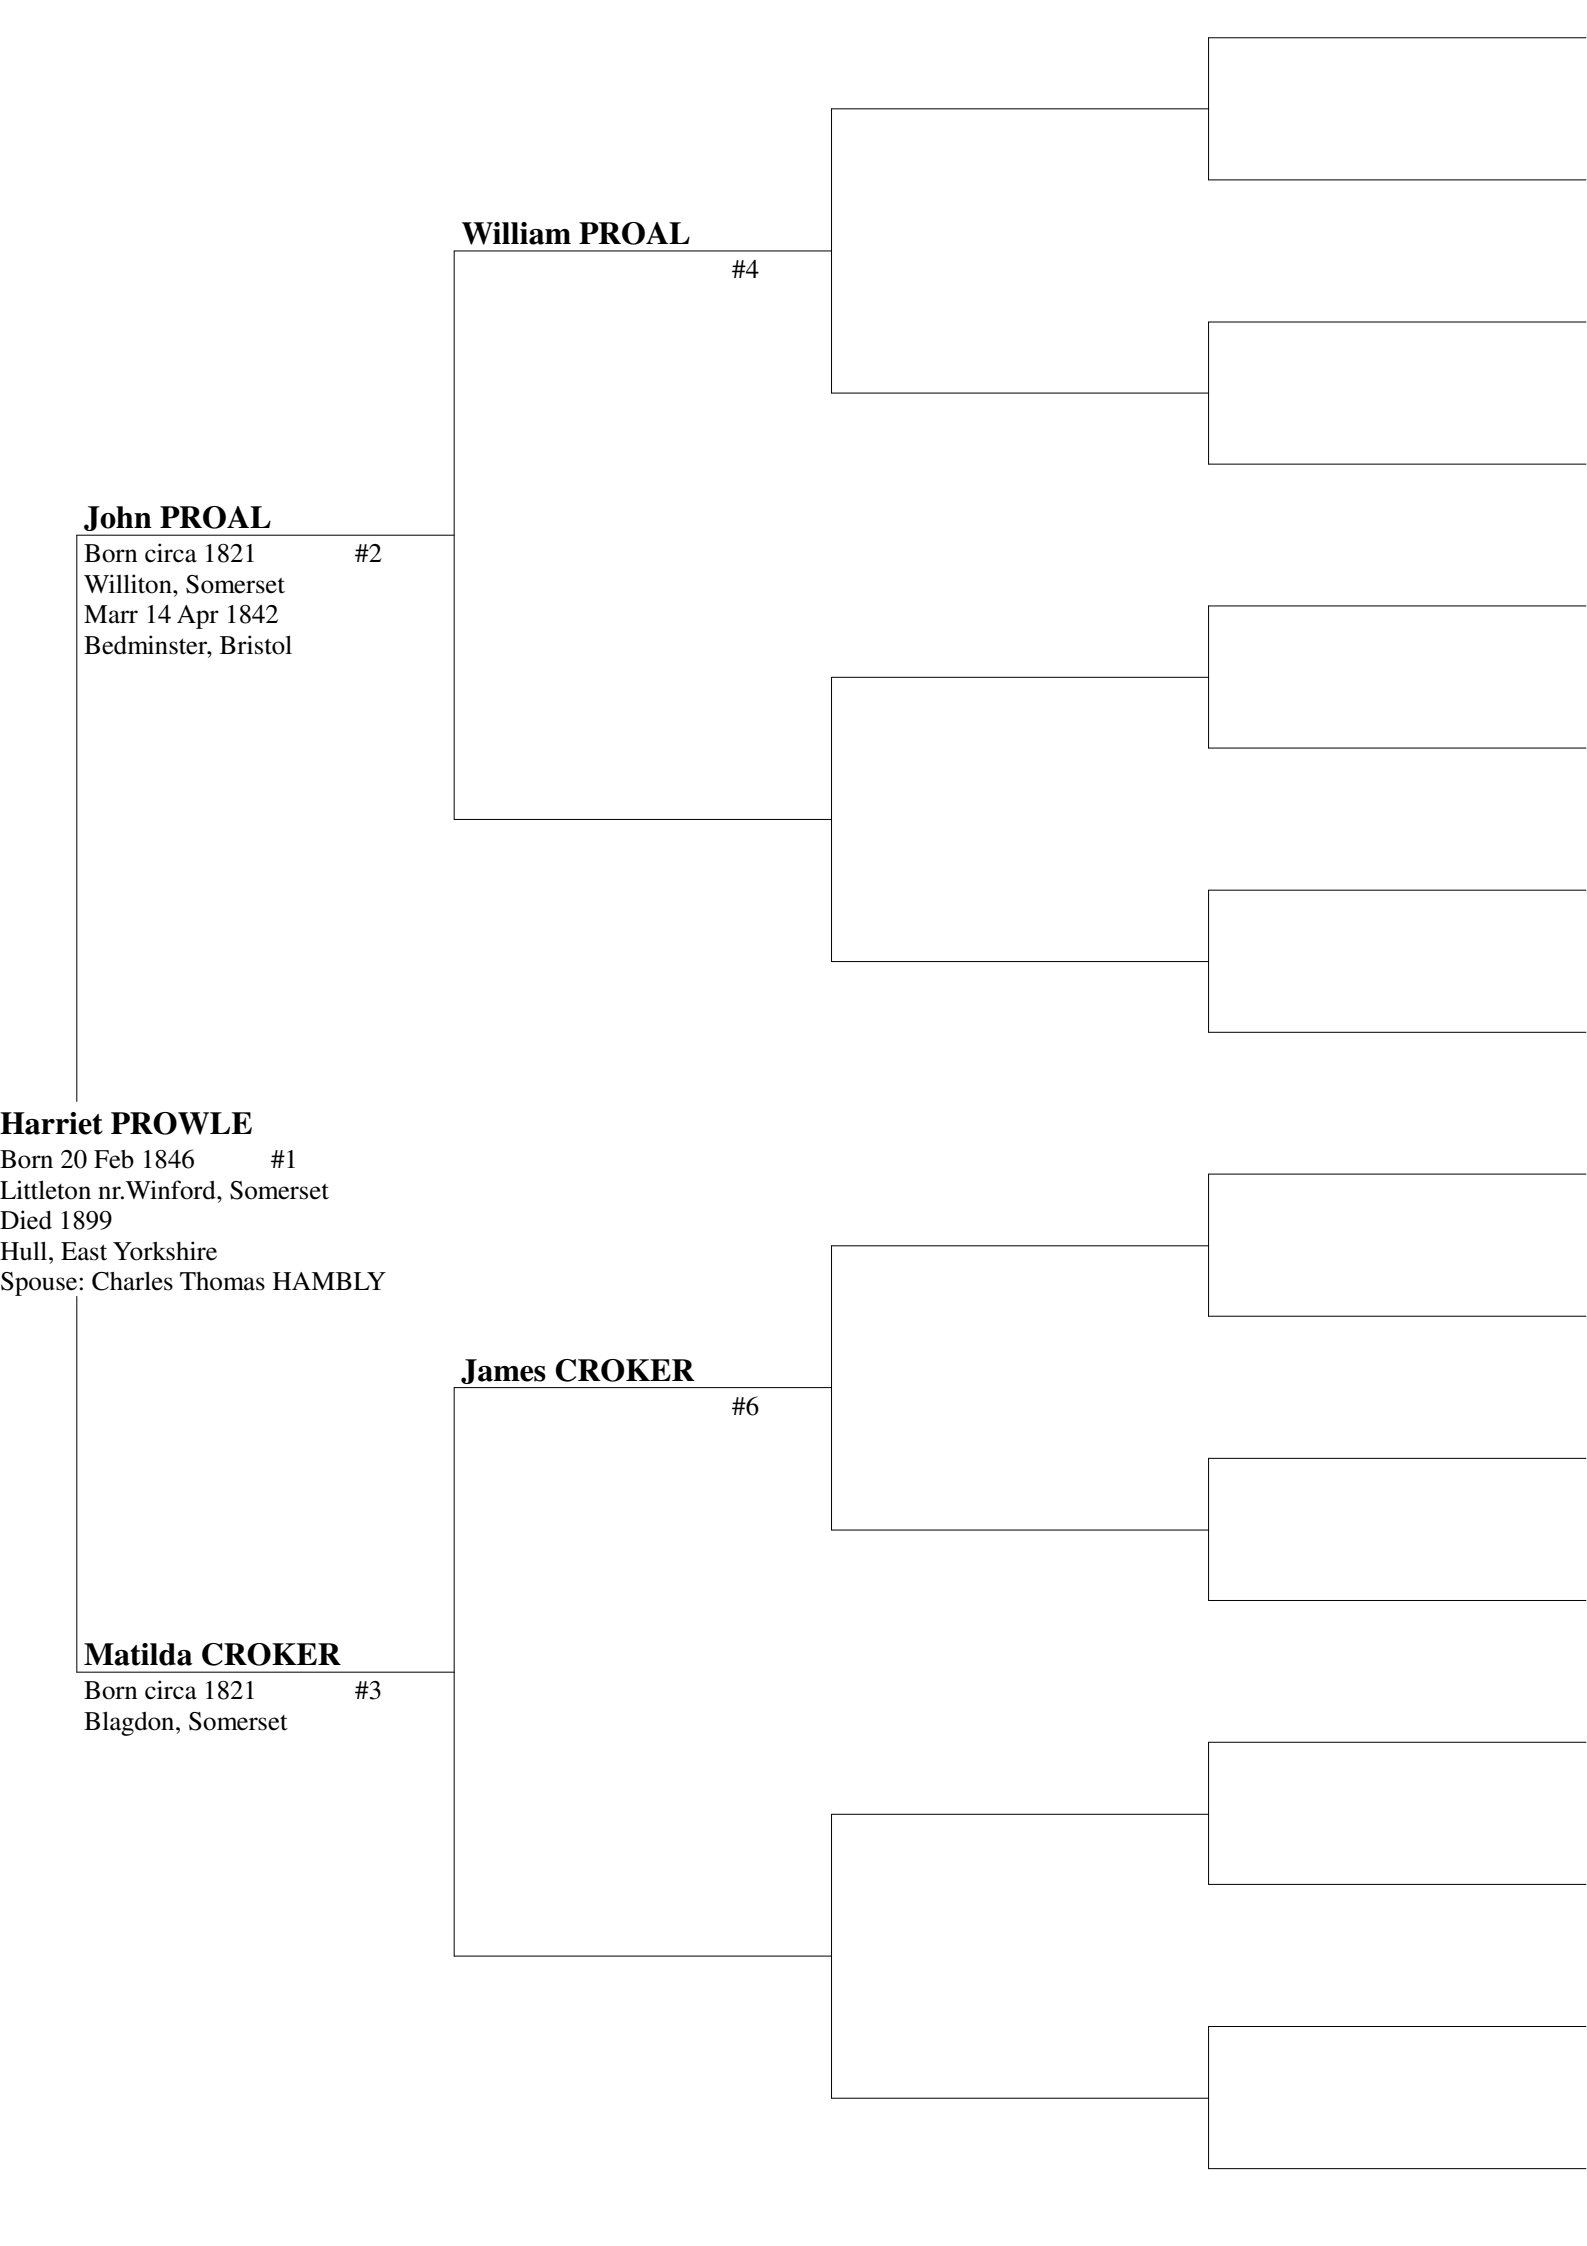 William PROAL
#4
John PROAL
Born circa 1821 #2
Williton, Somerset
Marr 14 Apr 1842
Bedminster, Bristol
Harriet PROWLE
Born 20 Feb 1846 #1
Littleton nr.Winford, Somerset
Died 1899
Hull, East Yorkshire
Spouse: Charles Thomas HAMBLY
James CROKER
#6
Matilda CROKER
Born circa 1821 #3
Blagdon, Somerset